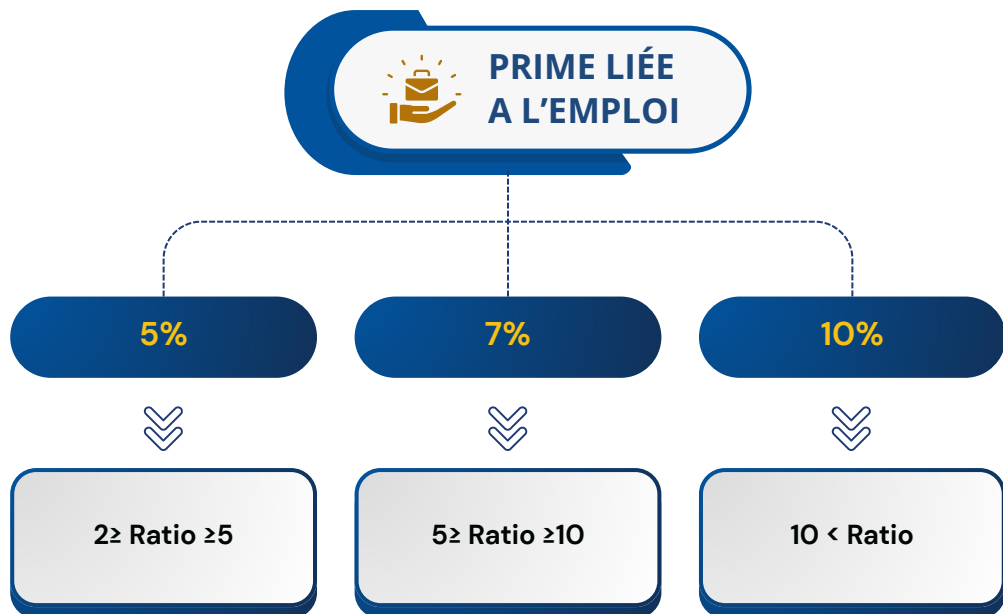 PRIME LIÉE
A L’EMPLOI
5%
7%
10%
2≥ Ratio ≥5
5≥ Ratio ≥10
10 < Ratio